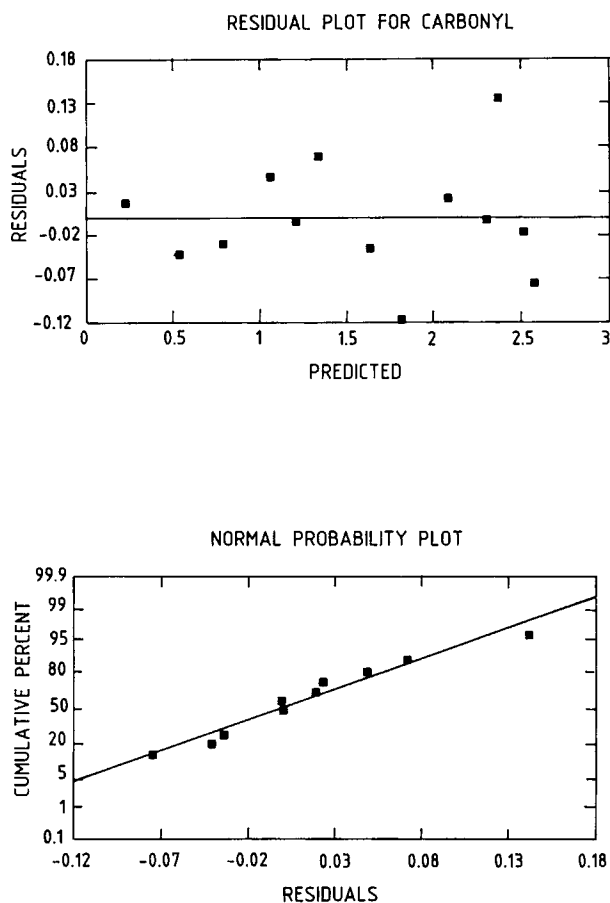 RESIDUAL PLOT FOR CARBONYL
0.18
0.13
0.08
0.03
-0.02
-0.07
-0.12
RESIDUALS
0 0.5 1 1.5 2 2.5 3
PREDICTED
NORMAL PROBABILITY PLOT
99.9
99
95
80
50
20
5
1
0.1
CUMULATIVE PERCENT
-0.12 -0.07 -0.02 0.03 0.08 0.13 0.18
RESIDUALS